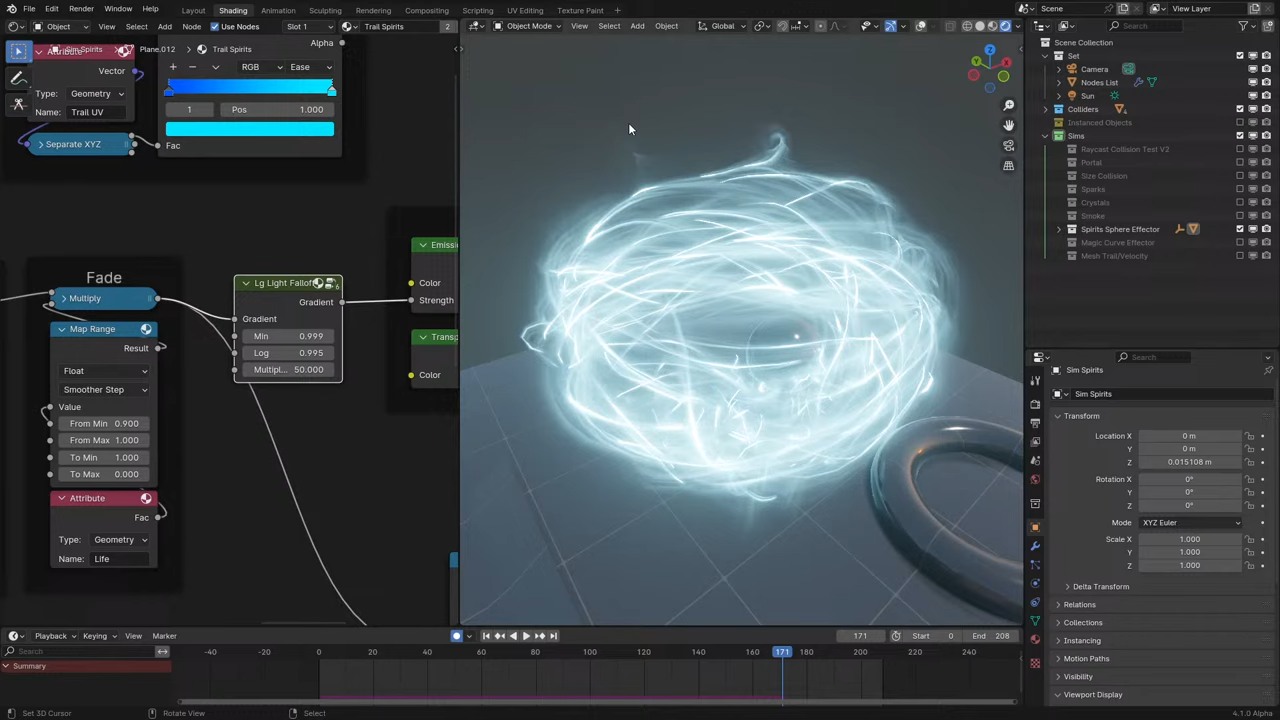 File Edit Render Window Help
Layout Shading Animation Sculpting Rendering Compositing UV Editing Texture Paint +
Scene View Layer
Object View Select Add Node Use Nodes Slot 1 Trail Spirits 2
Object Mode View Select Add Object Global
Search
Sim Spirits Plane.012 Trail Spirits
Attribute
Alpha
Vector
RGB Ease
Type: Geometry
Name: Trail UV
1 Pos 1.000
Separate XYZ
Fac
Fade
Multiply
Map Range
Result
Float
Smoother Step
Value
From Min 0.900
From Max 1.000
To Min 1.000
To Max 0.000
Attribute
Fac
Type: Geometry
Name: Life
Lg Light Falloff
Gradient
Gradient
Min 0.999
Log 0.995
Multipl... 50.000
Color
Strength
Color
Scene Collection
Set
Camera
Nodes List
Sun
Colliders
Instanced Objects
Sims
Raycast Collision Test V2
Portal
Size Collision
Sparks
Crystals
Smoke
Spirits Sphere Effector
Magic Curve Effector
Mesh Trail/Velocity
Search
Sim Spirits
Sim Spirits
Transform
Location X 0 m
Y 0 m
Z 0.015108 m
Rotation X 0°
Y 0°
Z 0°
Mode XYZ Euler
Scale X 1.000
Y 1.000
Z 1.000
Delta Transform
Relations
Collections
Instancing
Motion Paths
Visibility
Viewport Display
Playback Keying View Marker
171 Start 0 End 208
Search
-40 -20 0 20 40 60 80 100 120 140 160 171 180 200 220 240
Summary
Set 3D Cursor Rotate View Select 4.1.0 Alpha